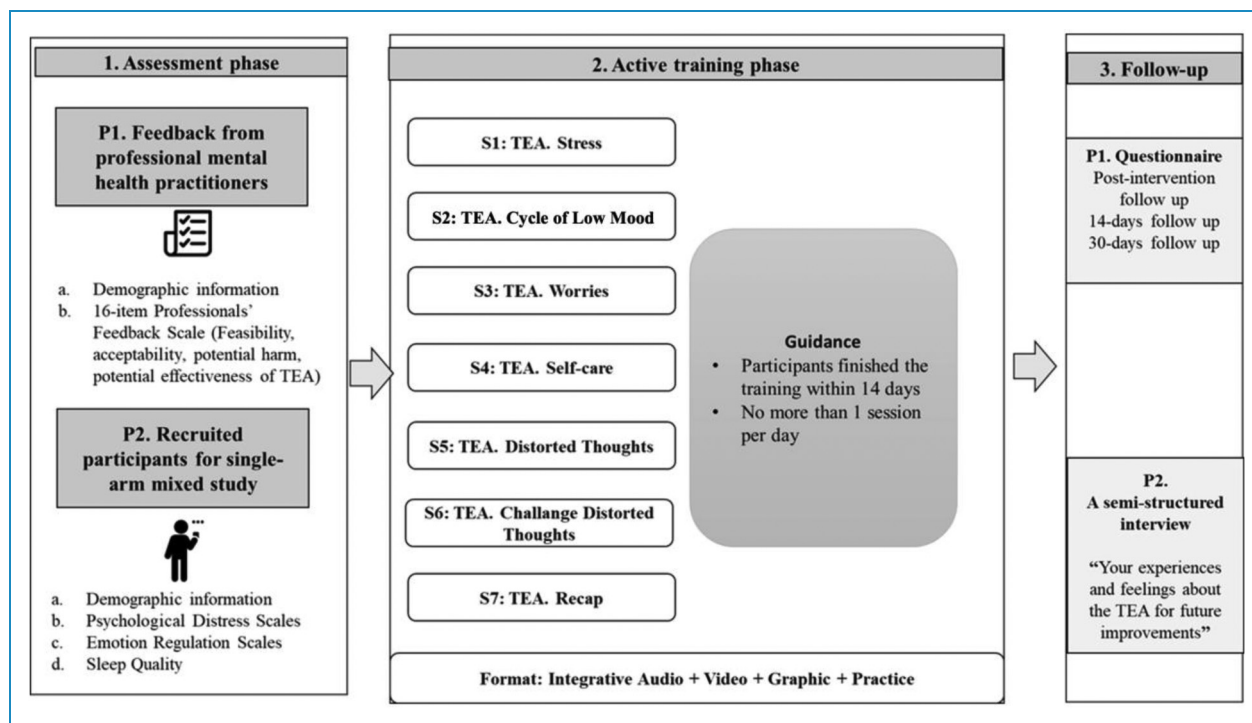 1. Assessment phase
P1. Feedback from
professional mental
health practitioners
a. Demographic information
b. 16-item Professionals’
Feedback Scale (Feasibility,
acceptability, potential harm,
potential effectiveness of TEA)
P2. Recruited
participants for single-
arm mixed study
a. Demographic information
b. Psychological Distress Scales
c. Emotion Regulation Scales
d. Sleep Quality
2. Active training phase
S1: TEA. Stress
S2: TEA. Cycle of Low Mood
S3: TEA. Worries
S4: TEA. Self-care
S5: TEA. Distorted Thoughts
S6: TEA. Challange Distorted
Thoughts
S7: TEA. Recap
Guidance
• Participants finished the
training within 14 days
• No more than 1 session
per day
Format: Integrative Audio + Video + Graphic + Practice
3. Follow-up
P1. Questionnaire
Post-intervention
follow up
14-days follow up
30-days follow up
P2.
A semi-structured
interview
“Your experiences
and feelings about
the TEA for future
improvements”